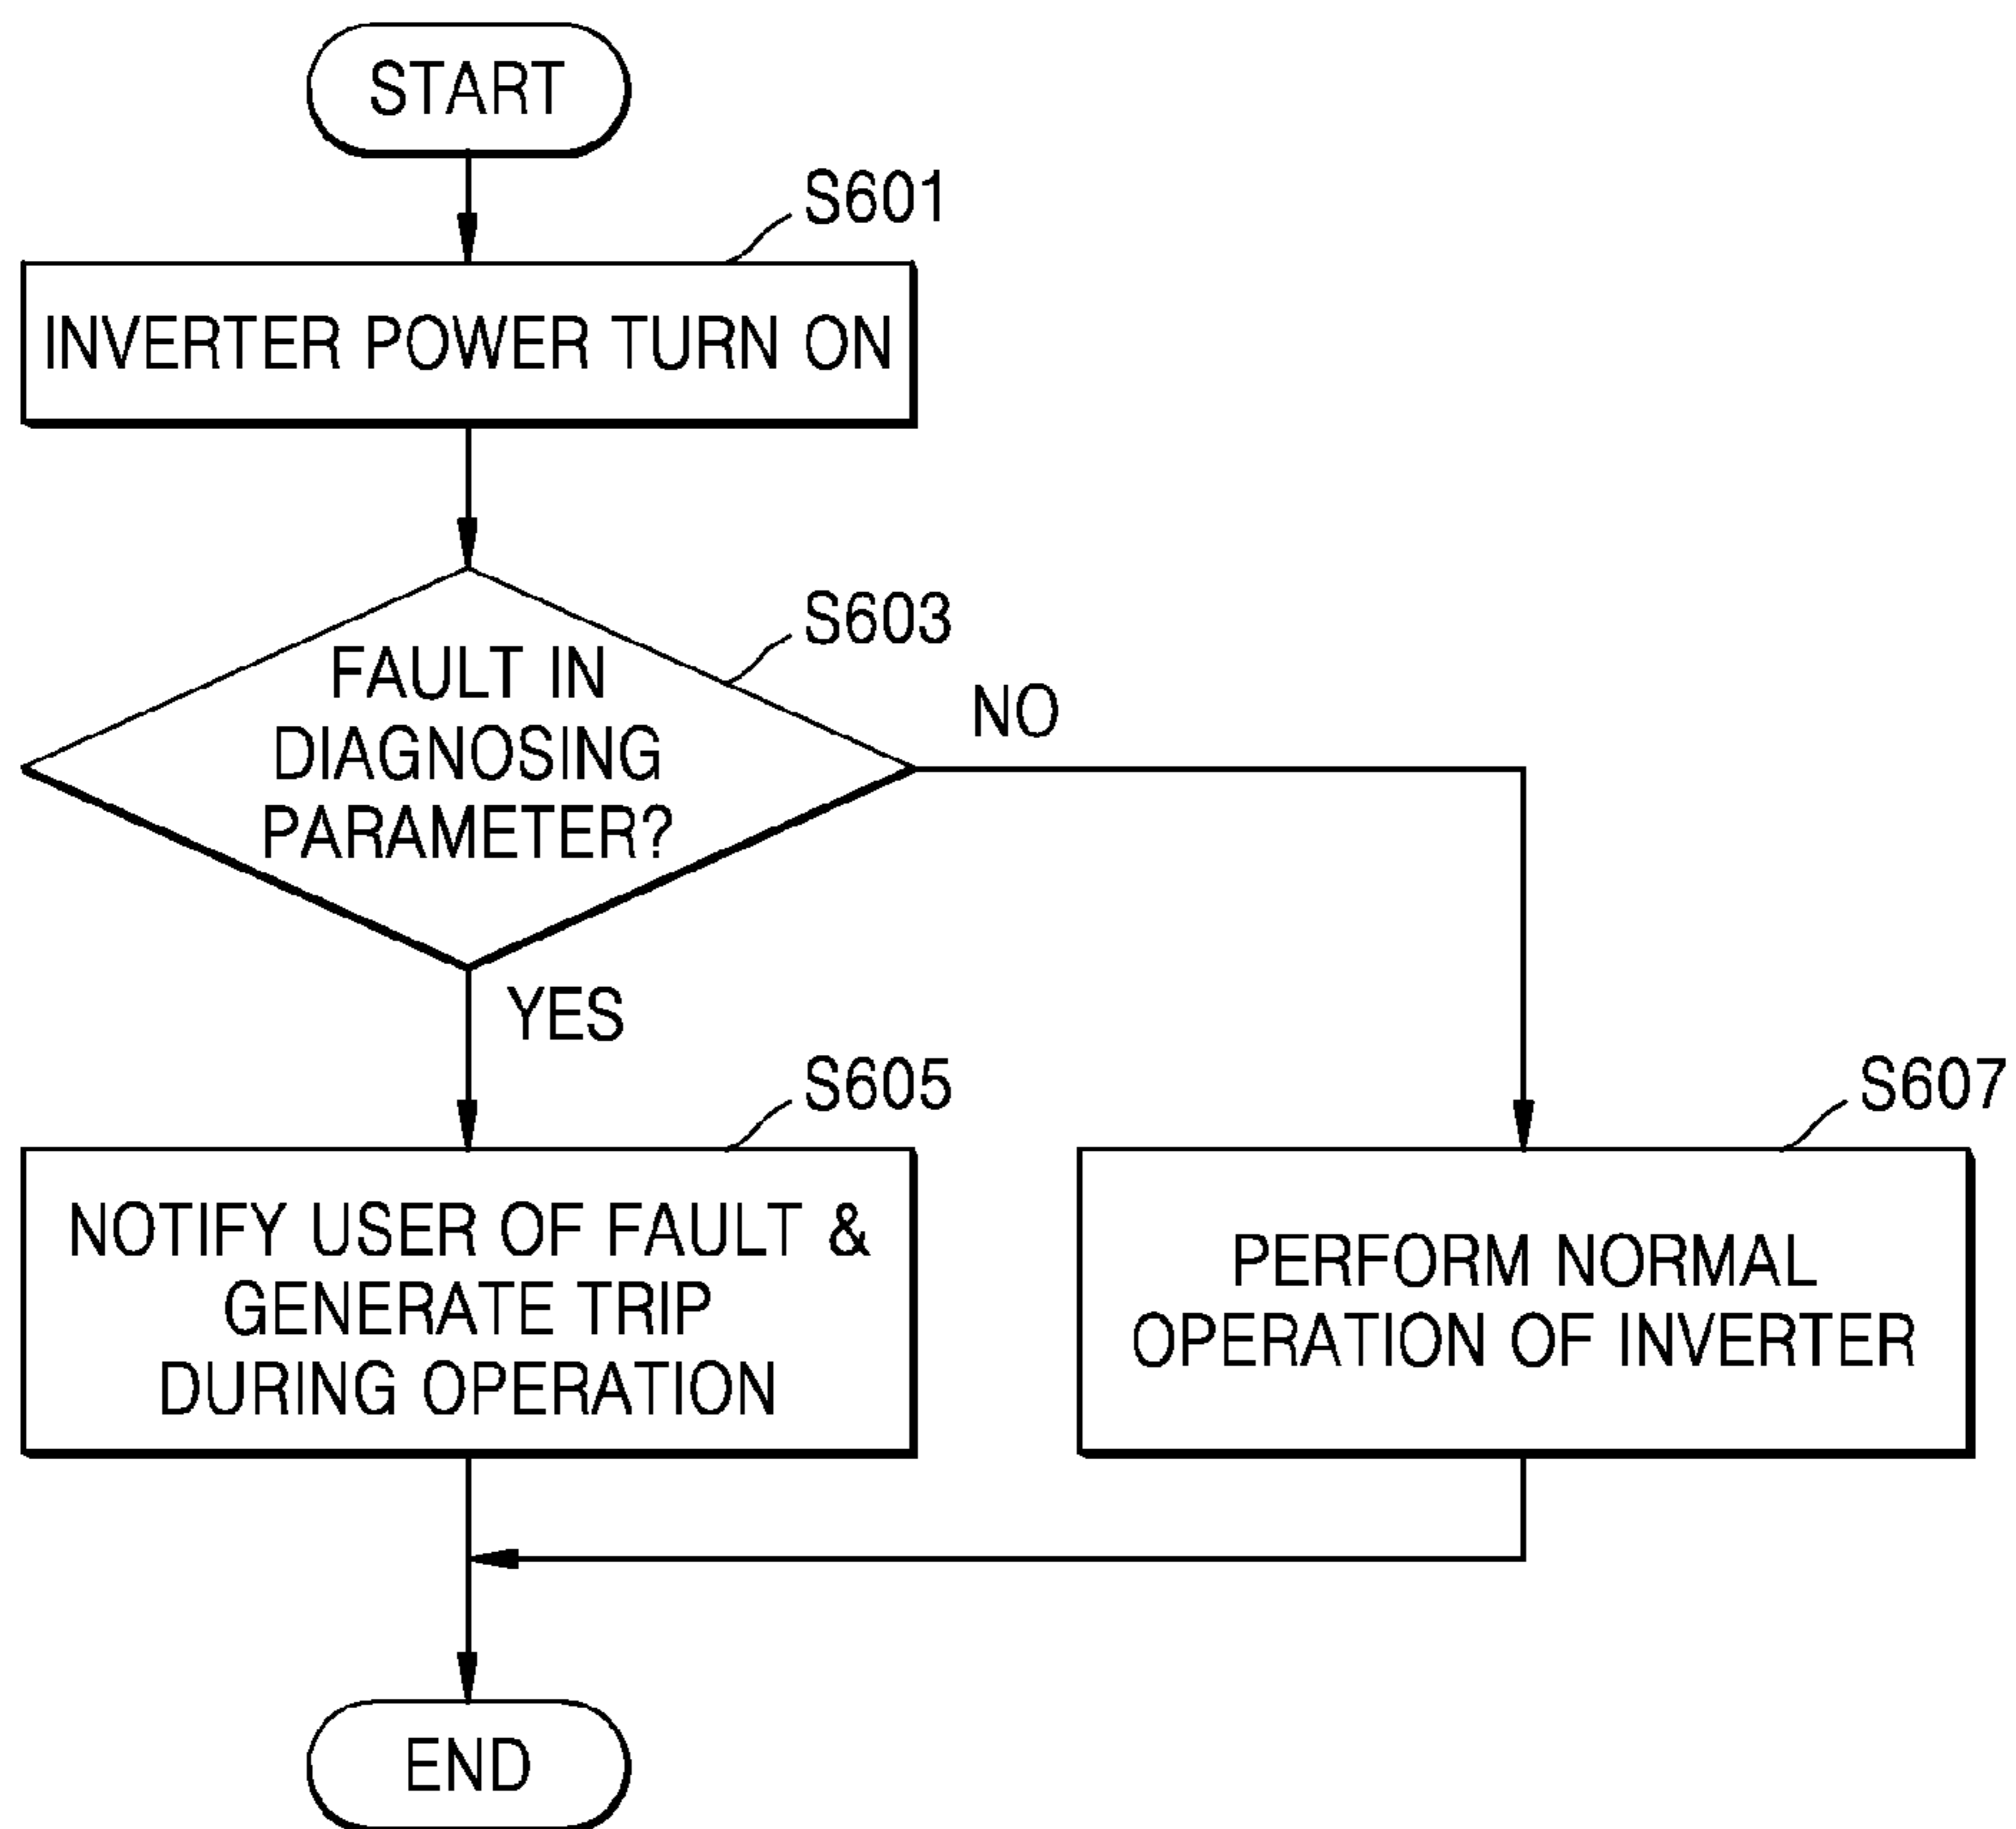 START
S601
INVERTER POWER TURN ON
S603
FAULT IN
DIAGNOSING
PARAMETER?
NO
YES
S605
NOTIFY USER OF FAULT &
GENERATE TRIP
DURING OPERATION
S607
PERFORM NORMAL
OPERATION OF INVERTER
END